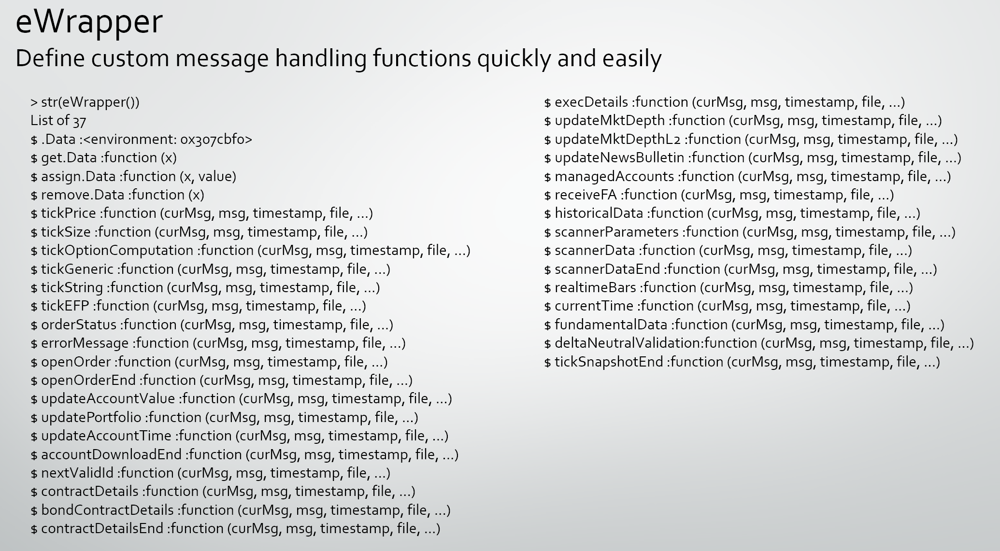 eWrapper
Define custom message handling functions quickly and easily
> str(eWrapper())
List of 37
$ .Data :<environment: 0x307cbf0>
$ get.Data :function (x)
$ assign.Data :function (x, value)
$ remove.Data :function (x)
$ tickPrice :function (curMsg, msg, timestamp, file, ...)
$ tickSize :function (curMsg, msg, timestamp, file, ...)
$ tickOptionComputation :function (curMsg, msg, timestamp, file, ...)
$ tickGeneric :function (curMsg, msg, timestamp, file, ...)
$ tickString :function (curMsg, msg, timestamp, file, ...)
$ tickEFP :function (curMsg, msg, timestamp, file, ...)
$ orderStatus :function (curMsg, msg, timestamp, file, ...)
$ errorMessage :function (curMsg, msg, timestamp, file, ...)
$ openOrder :function (curMsg, msg, timestamp, file, ...)
$ openOrderEnd :function (curMsg, msg, timestamp, file, ...)
$ updateAccountValue :function (curMsg, msg, timestamp, file, ...)
$ updatePortfolio :function (curMsg, msg, timestamp, file, ...)
$ updateAccountTime :function (curMsg, msg, timestamp, file, ...)
$ accountDownloadEnd :function (curMsg, msg, timestamp, file, ...)
$ nextValidId :function (curMsg, msg, timestamp, file, ...)
$ contractDetails :function (curMsg, msg, timestamp, file, ...)
$ bondContractDetails :function (curMsg, msg, timestamp, file, ...)
$ contractDetailsEnd :function (curMsg, msg, timestamp, file, ...)
$ execDetails :function (curMsg, msg, timestamp, file, ...)
$ updateMktDepth :function (curMsg, msg, timestamp, file, ...)
$ updateMktDepthL2 :function (curMsg, msg, timestamp, file, ...)
$ updateNewsBulletin :function (curMsg, msg, timestamp, file, ...)
$ managedAccounts :function (curMsg, msg, timestamp, file, ...)
$ receiveFA :function (curMsg, msg, timestamp, file, ...)
$ historicalData :function (curMsg, msg, timestamp, file, ...)
$ scannerParameters :function (curMsg, msg, timestamp, file, ...)
$ scannerData :function (curMsg, msg, timestamp, file, ...)
$ scannerDataEnd :function (curMsg, msg, timestamp, file, ...)
$ realtimeBars :function (curMsg, msg, timestamp, file, ...)
$ currentTime :function (curMsg, msg, timestamp, file, ...)
$ fundamentalData :function (curMsg, msg, timestamp, file, ...)
$ deltaNeutralValidation:function (curMsg, msg, timestamp, file, ...)
$ tickSnapshotEnd :function (curMsg, msg, timestamp, file, ...)